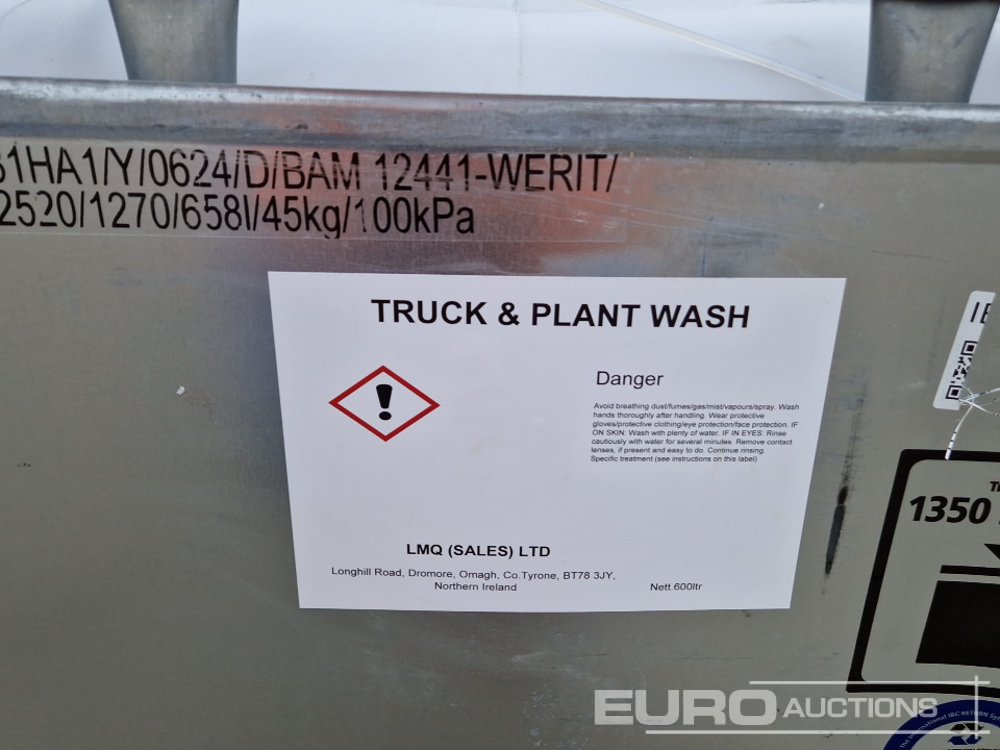 31HA1/Y/0624/D/BAM 12441-WERIT/
2520/1270/658l/45kg/100kPa
TRUCK & PLANT WASH
Danger
Avoid breathing dust/fumes/gas/mist/vapours/spray. Wash
hands thoroughly after handling. Wear protective
gloves/protective clothing/eye protection/face protection. IF
ON SKIN: Wash with plenty of water. IF IN EYES: Rinse
cautiously with water for several minutes. Remove contact
lenses, if present and easy to do. Continue rinsing.
Specific treatment (see instructions on this label)
LMQ (SALES) LTD
Longhill Road, Dromore, Omagh, Co.Tyrone, BT78 3JY,
Northern Ireland
Nett.600ltr
1350
International IBC RETURN
EURO AUCTIONS